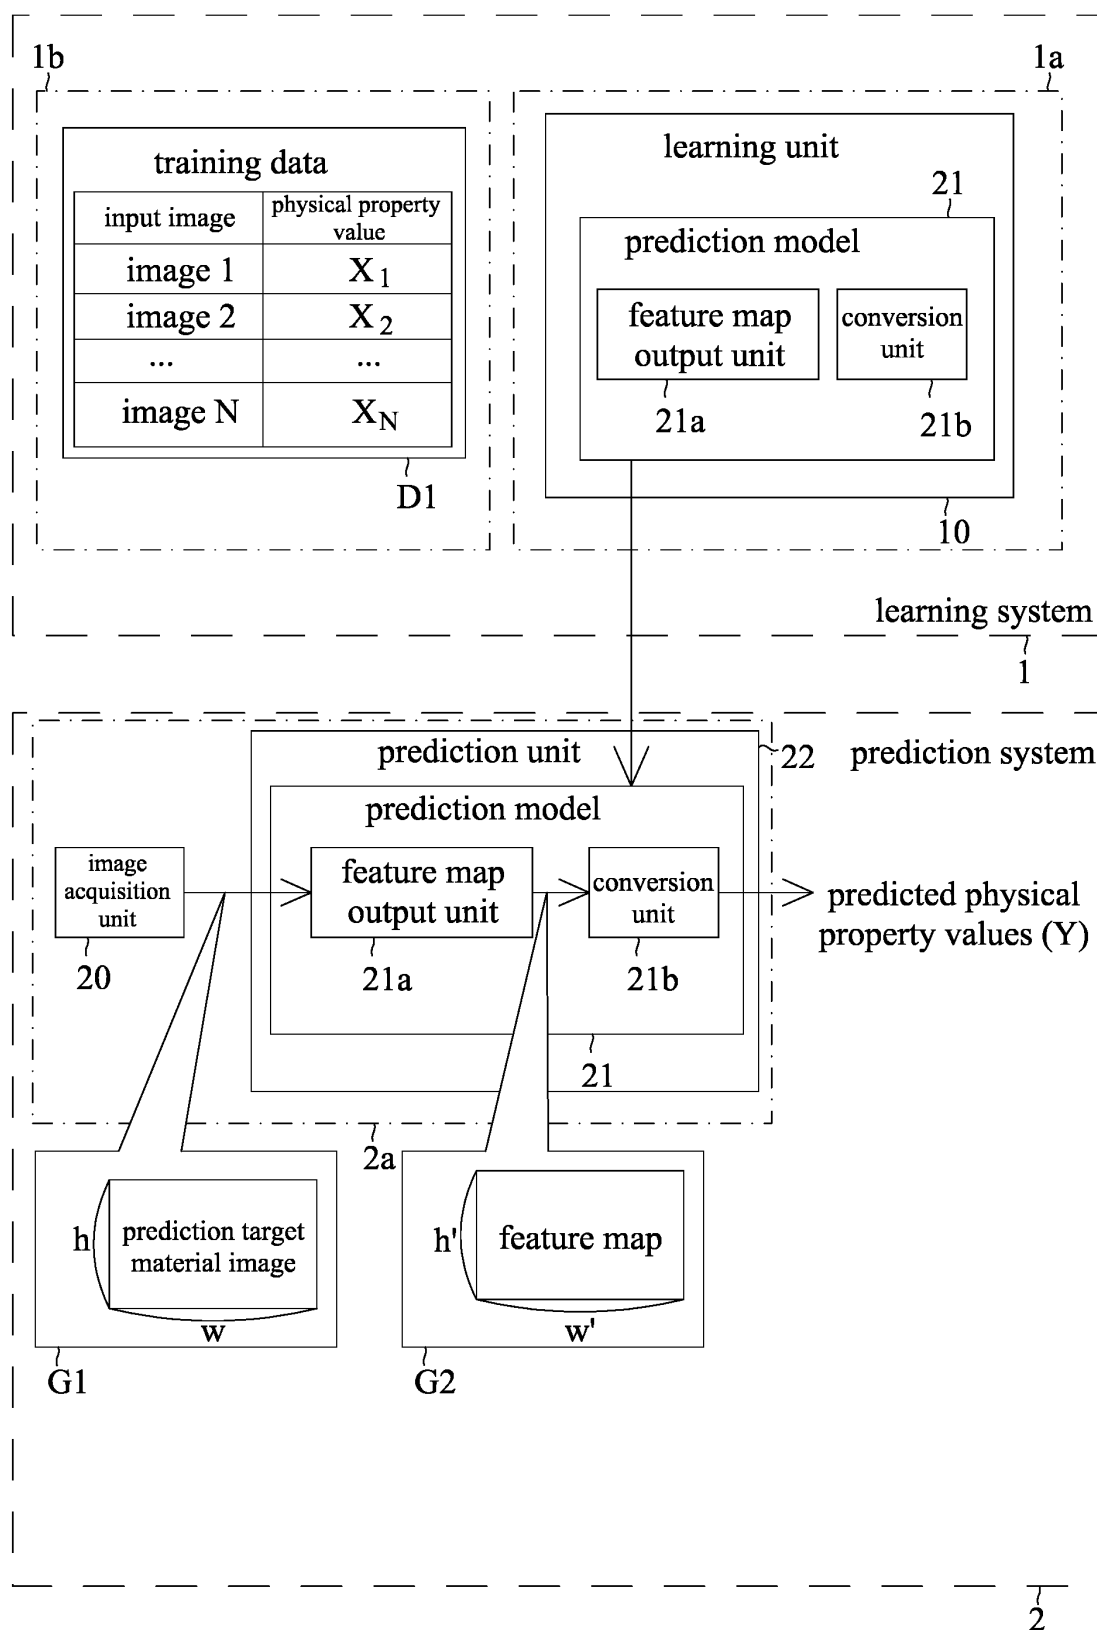 1b
1a
training data
input image
physical property
value
image 1
X1
image 2
X2
...
...
image N
XN
D1
learning unit
21
prediction model
feature map
output unit
21a
conversion
unit
21b
10
learning system
1
prediction unit
22
prediction system
prediction model
image
acquisition
unit
20
feature map
output unit
21a
conversion
unit
21b
predicted physical
property values (Y)
21
2a
h
prediction target
material image
w
G1
h'
feature map
w'
G2
2